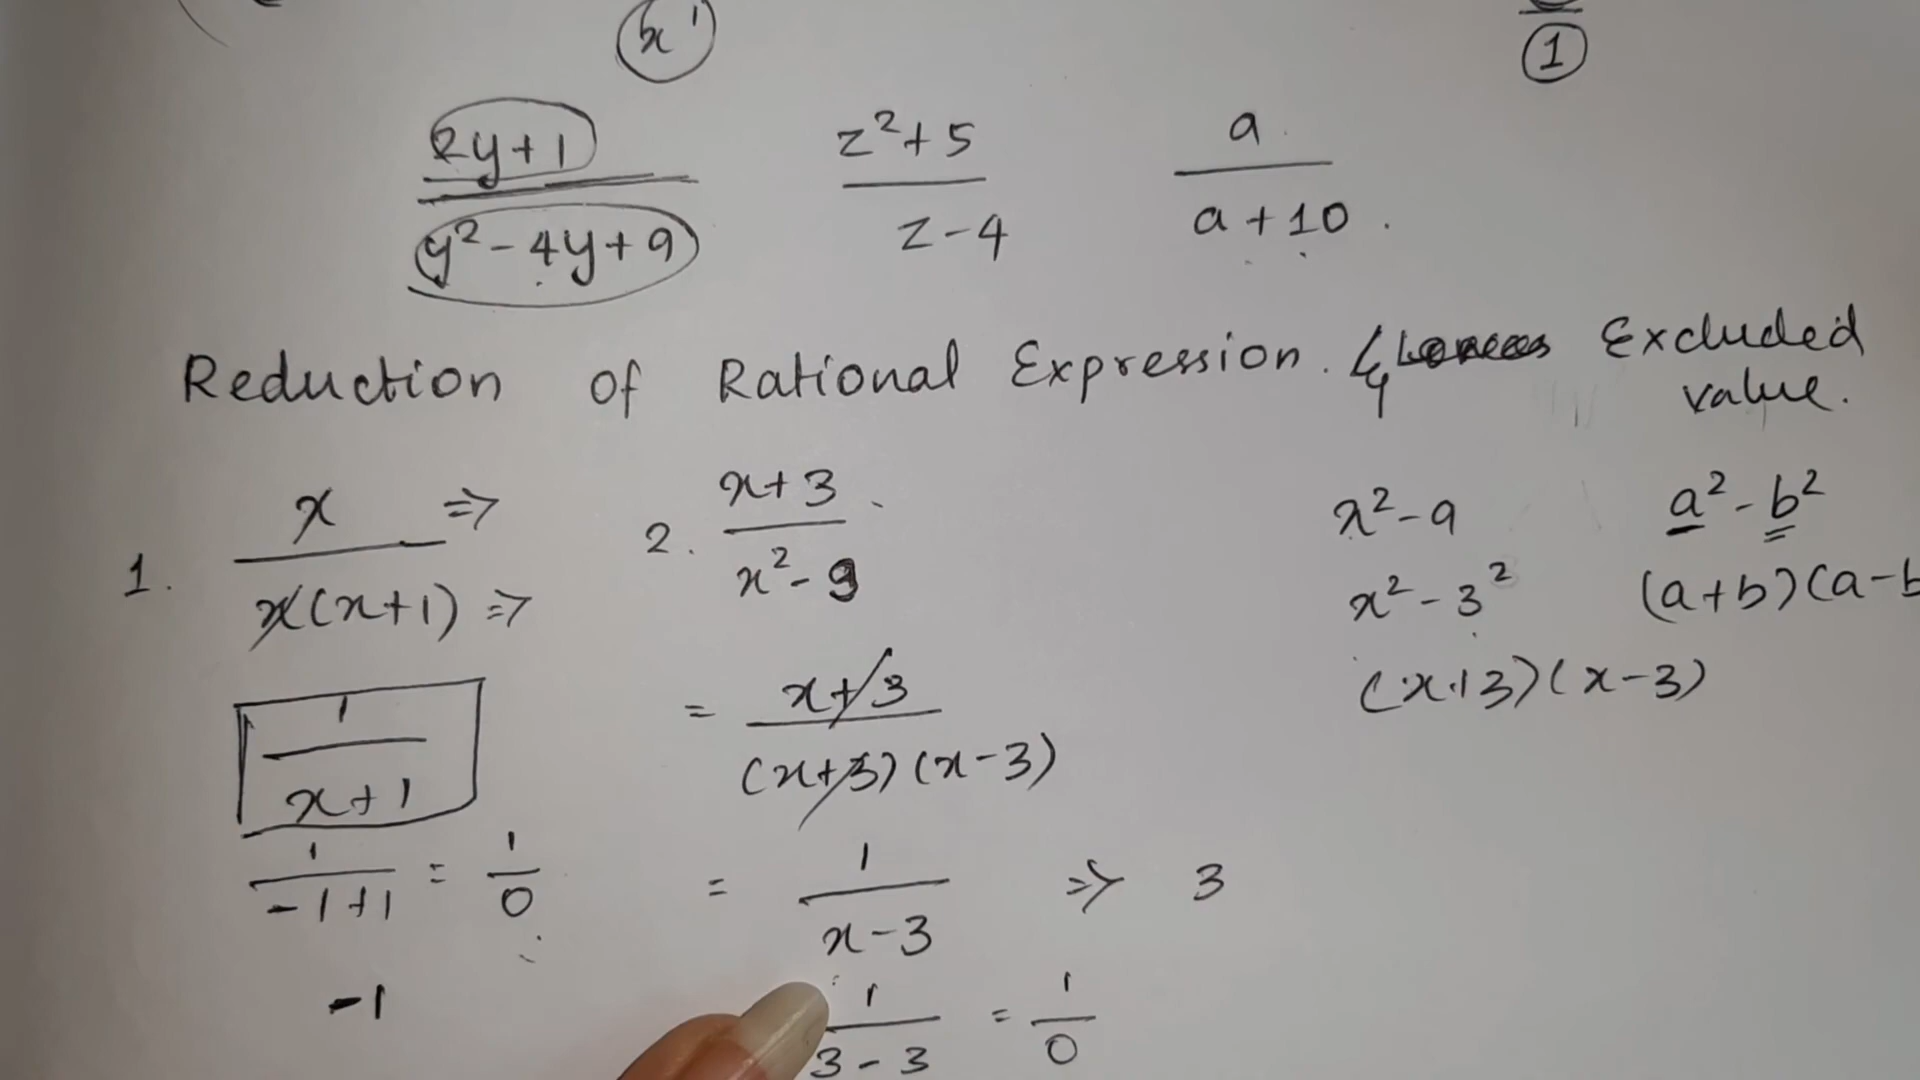 x 1
1
2y+1 z²+5 a
y²-4y+9 z-4 a+10.
Reduction of Rational Expression. & Excluded value.
1. x ⇒ 2. x+3 x²-9 a²-b²
x(x+1) ⇒ x²-9 x²-3² (a+b)(a-b
1 = x+3 (x+3)(x-3)
x+1 (x+3)(x-3)
1 = 1 = 1 ⇒ 3
-1+1 0 x-3
-1 1 = 1
3-3 0